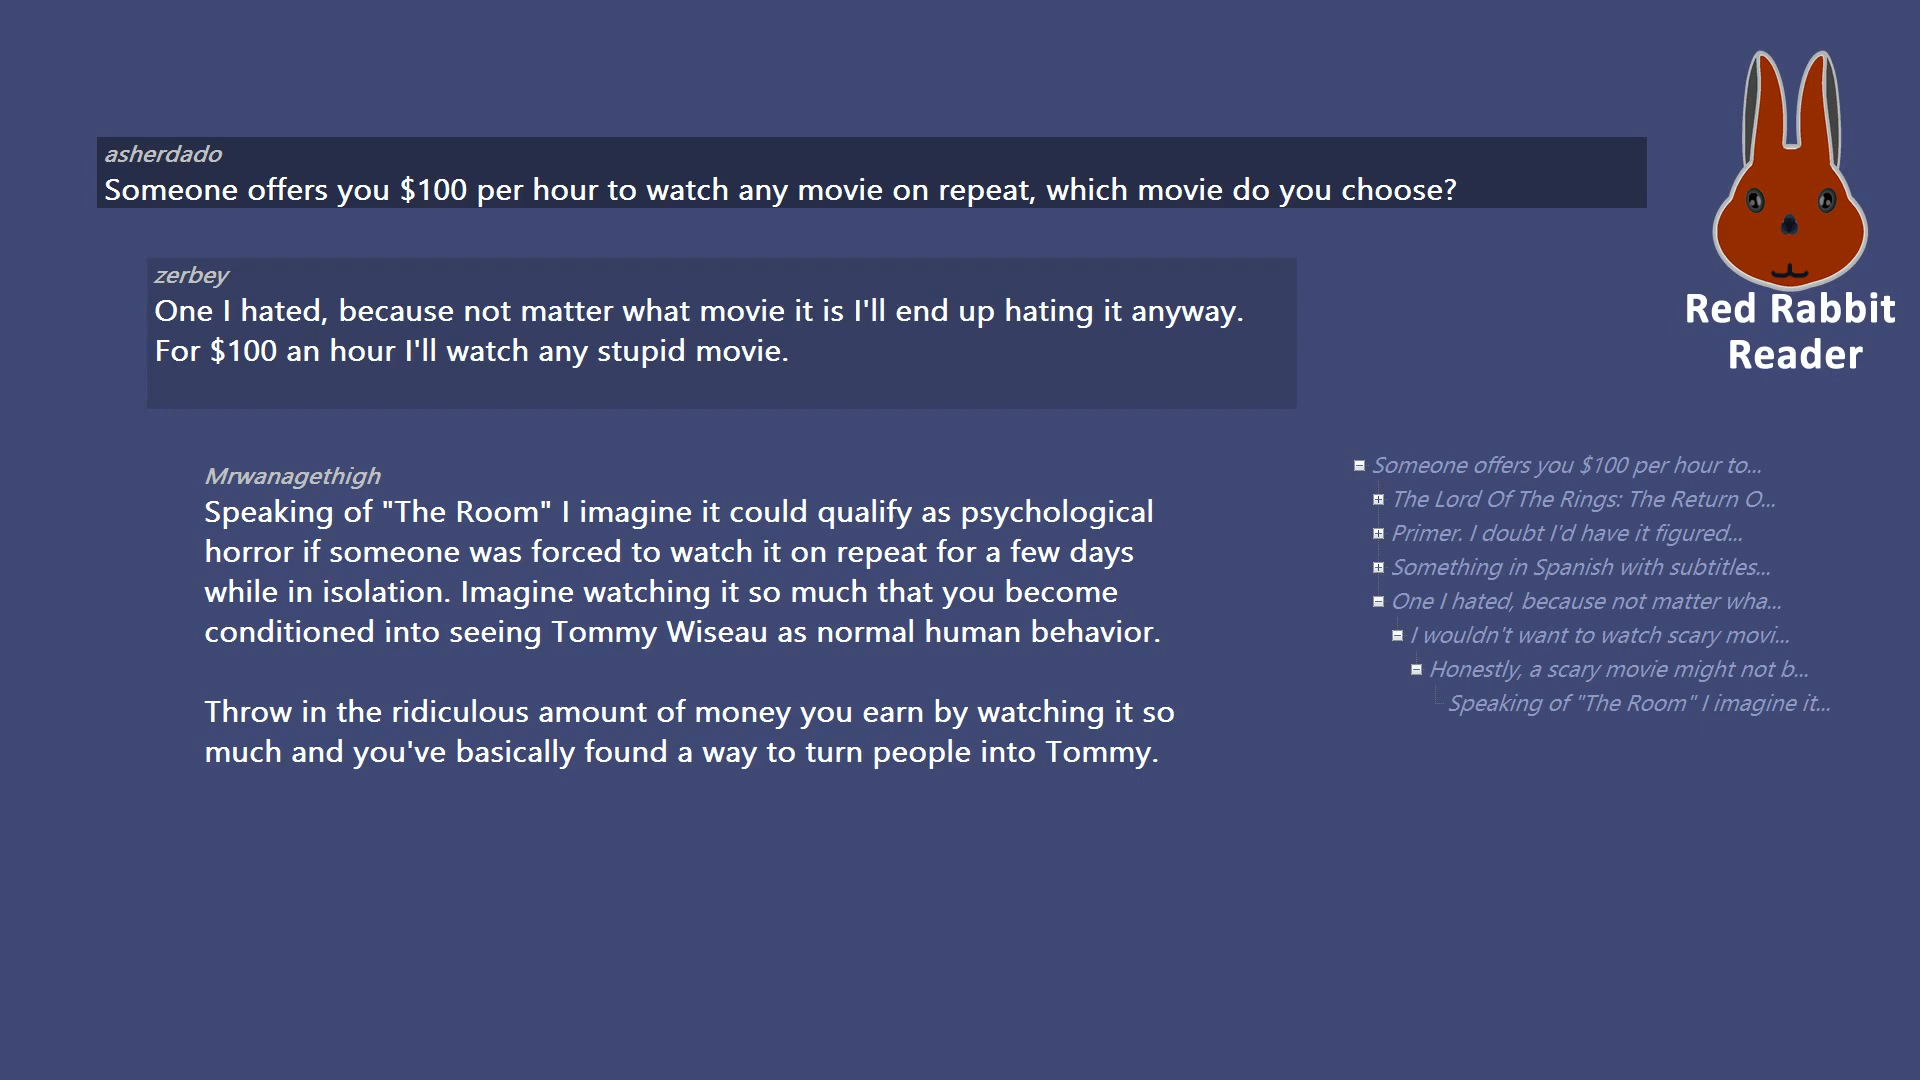 asherdado
Someone offers you $100 per hour to watch any movie on repeat, which movie do you choose?
zerbey
One I hated, because not matter what movie it is I'll end up hating it anyway.
For $100 an hour I'll watch any stupid movie.
Mrwanagethigh
Speaking of "The Room" I imagine it could qualify as psychological
horror if someone was forced to watch it on repeat for a few days
while in isolation. Imagine watching it so much that you become
conditioned into seeing Tommy Wiseau as normal human behavior.
Throw in the ridiculous amount of money you earn by watching it so
much and you've basically found a way to turn people into Tommy.
Red Rabbit
Reader
Someone offers you $100 per hour to...
The Lord Of The Rings: The Return O...
Primer. I doubt I'd have it figured...
Something in Spanish with subtitles...
One I hated, because not matter wha...
I wouldn't want to watch scary movi...
Honestly, a scary movie might not b...
Speaking of "The Room" I imagine it...